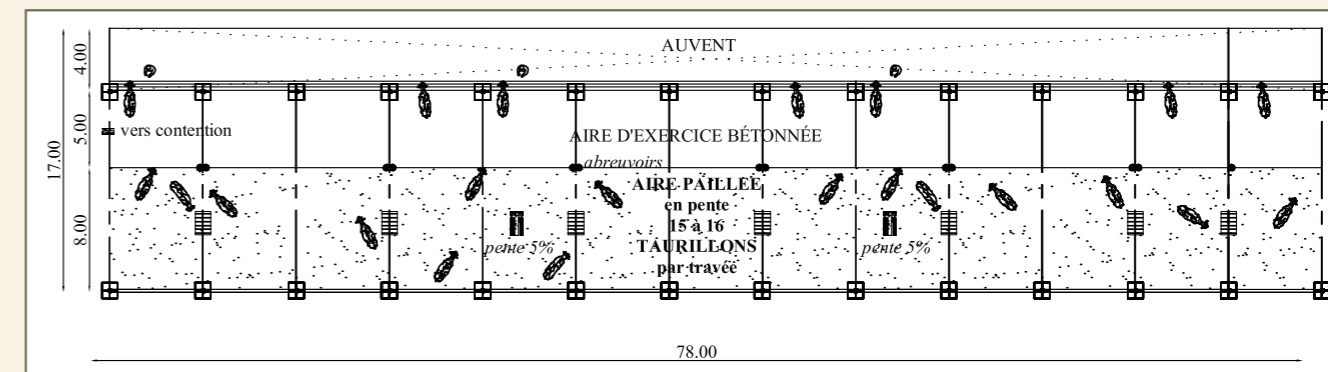 AUVENT
4.00
5.00
17.00
8.00
vers contention
AIRE D'EXERCICE BÉTONNÉE
abreuvoirs
AIRE PAILLÉE
en pente
15 à 16
TAURILLONS
par travée
pente 5%
pente 5%
78.00